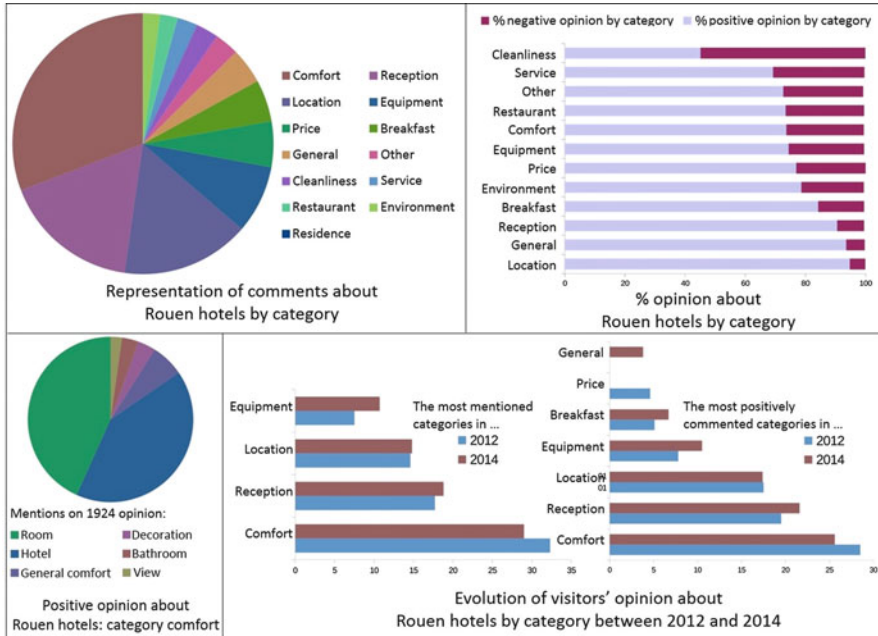 Comfort
Reception
Location
Equipment
Price
Breakfast
General
Other
Cleanliness
Service
Restaurant
Environment
Residence
Representation of comments about
Rouen hotels by category
% negative opinion by category
% positive opinion by category
Cleanliness
Service
Other
Restaurant
Comfort
Equipment
Price
Environment
Breakfast
Reception
General
Location
0 20 40 60 80 100
% opinion about
Rouen hotels by category
Mentions on 1924 opinion:
Room
Decoration
Hotel
Bathroom
General comfort
View
Positive opinion about
Rouen hotels: category comfort
Equipment
Location
Reception
Comfort
0 5 10 15 20 25 30 35
The most mentioned
categories in ...
2012
2014
General
Price
Breakfast
Equipment
Location
Reception
Comfort
0 5 10 15 20 25 30
The most positively
commented categories in ...
2012
2014
Evolution of visitors' opinion about
Rouen hotels by category between 2012 and 2014